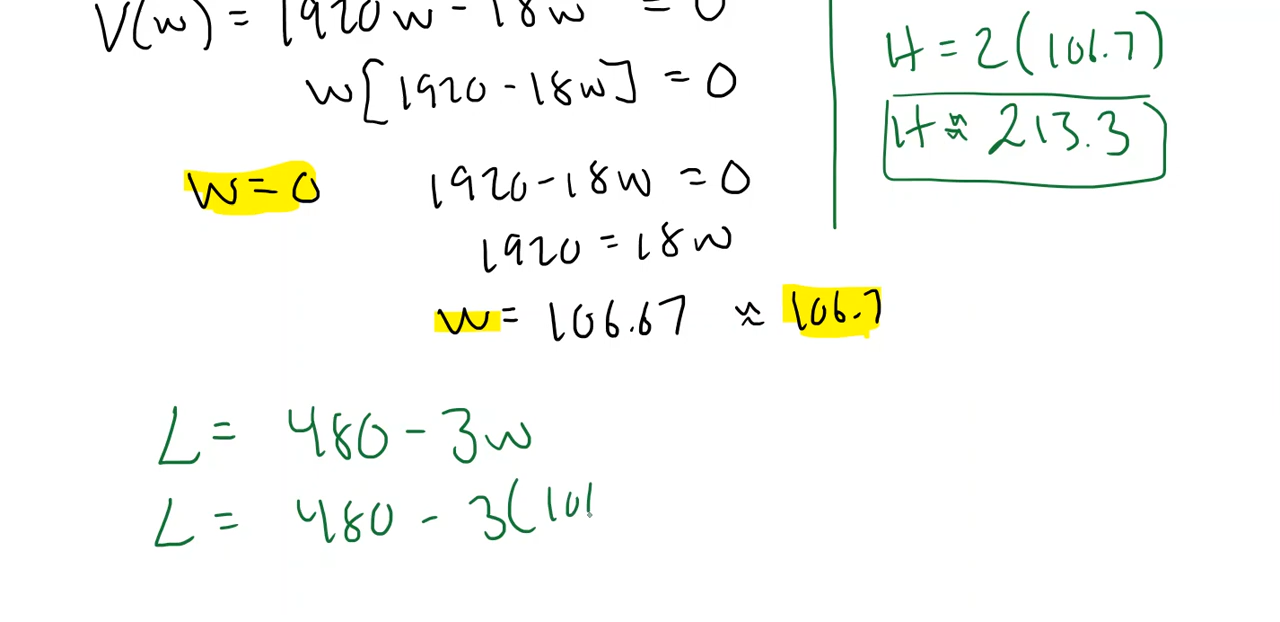 V(w) = 1920w - 18w = 0
w[1920 - 18w] = 0
w = 0
1920 - 18w = 0
1920 = 18w
w = 106.67 ≈ 106.7
L = 480 - 3w
L = 480 - 3(10
H = 2(106.7)
H ≈ 213.3